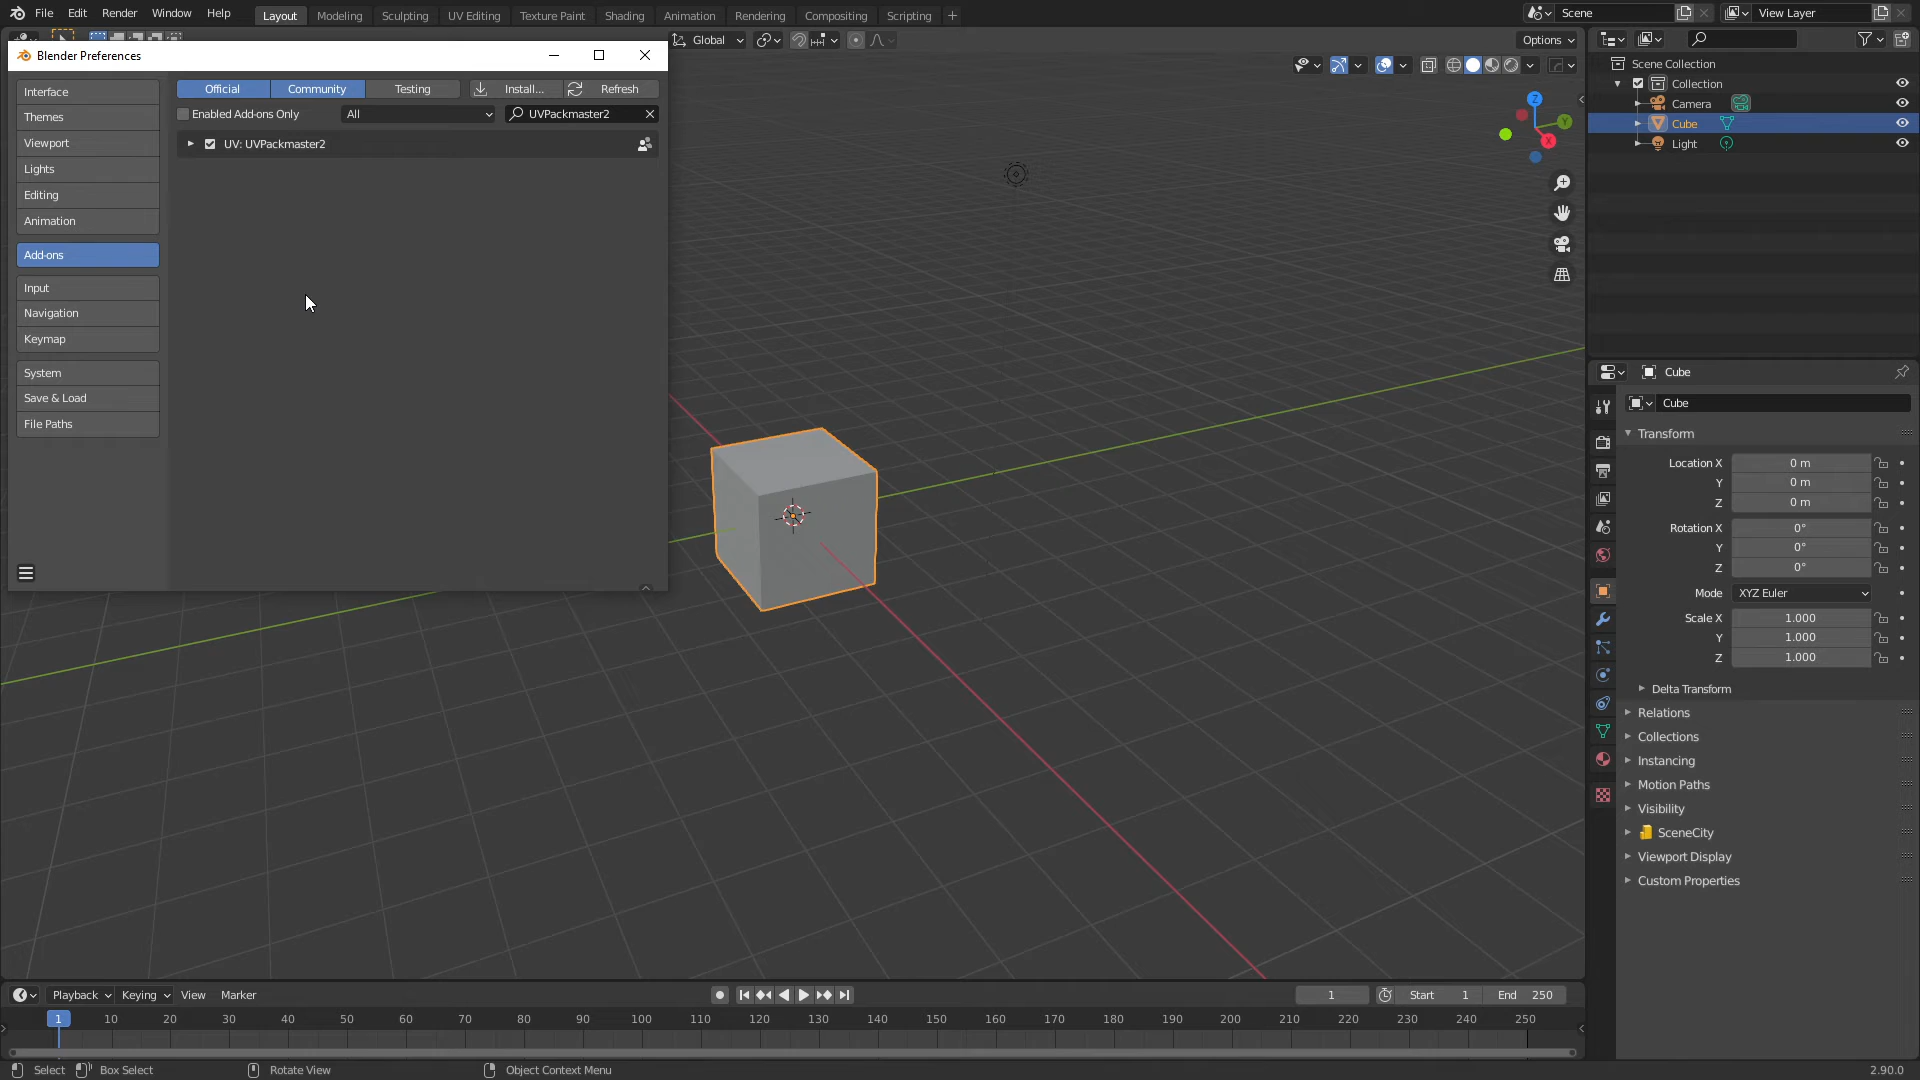 File Edit Render Window Help Layout Modeling Sculpting UV Editing Texture Paint Shading Animation Rendering Compositing Scripting Scene View Layer
Blender Preferences
Global
Options
Interface
Themes
Viewport
Lights
Editing
Animation
Add-ons
Input
Navigation
Keymap
System
Save & Load
File Paths
Official Community Testing Install... Refresh
Enabled Add-ons Only All UVPackmaster2
UV: UVPackmaster2
Z
Y
X
Scene Collection
Collection
Camera
Cube
Light
Cube
Cube
Transform
Location X 0 m
Y 0 m
Z 0 m
Rotation X 0°
Y 0°
Z 0°
Mode XYZ Euler
Scale X 1.000
Y 1.000
Z 1.000
Delta Transform
Relations
Collections
Instancing
Motion Paths
Visibility
SceneCity
Viewport Display
Custom Properties
Playback Keying View Marker 1 Start 1 End 250
1 10 20 30 40 50 60 70 80 90 100 110 120 130 140 150 160 170 180 190 200 210 220 230 240 250
Select Box Select Rotate View Object Context Menu 2.90.0